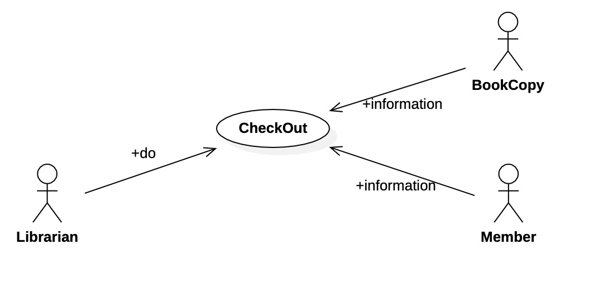 BookCopy
+information
CheckOut
+do
+information
Librarian
Member